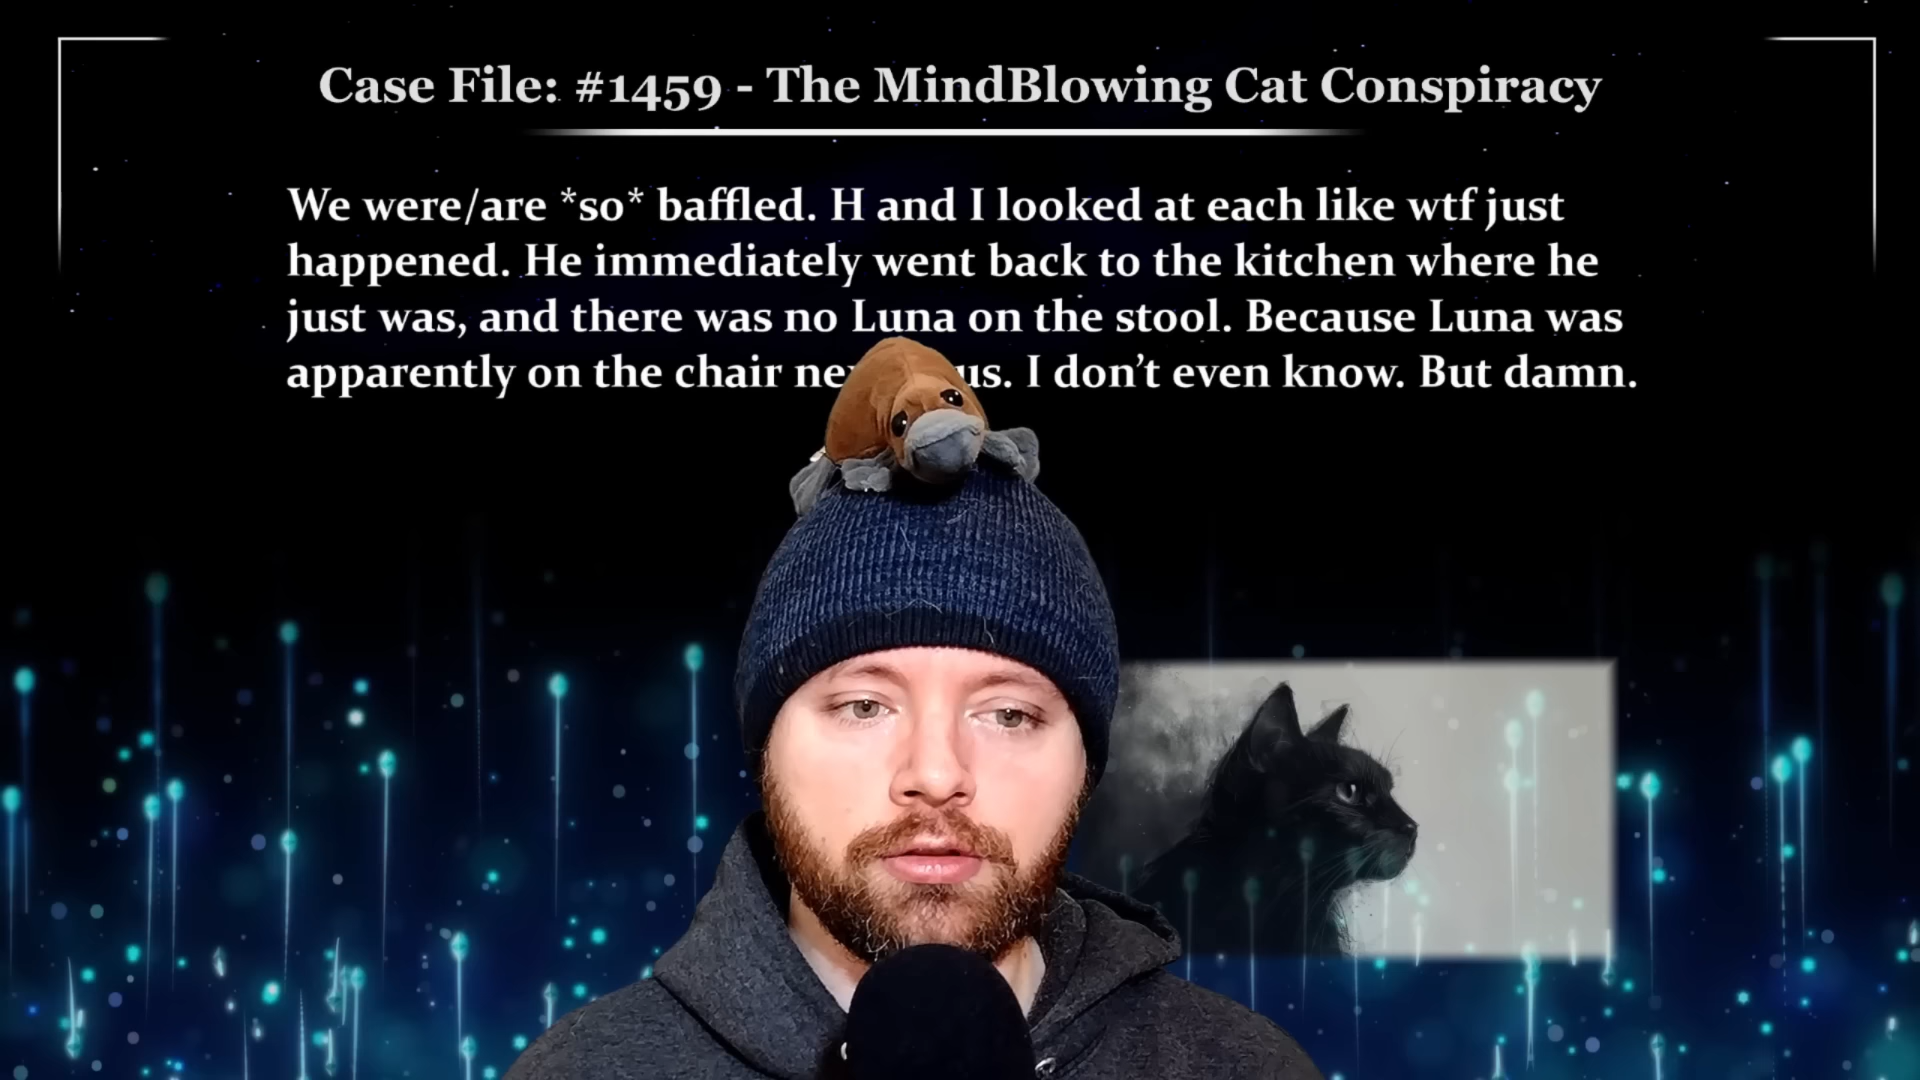 Case File: #1459 - The MindBlowing Cat Conspiracy
We were/are *so* baffled. H and I looked at each like wtf just
happened. He immediately went back to the kitchen where he
just was, and there was no Luna on the stool. Because Luna was
apparently on the chair us. I don’t even know. But damn.